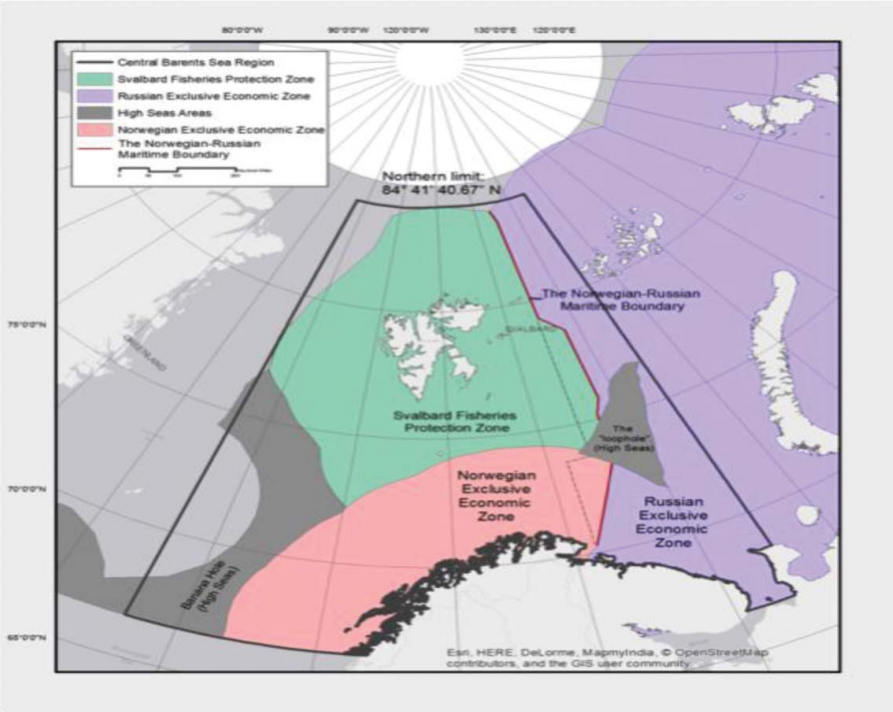 80°0'0"W 90°0'0"W 120°0'0"W 130°0'0"E 120°0'0"E
Central Barents Sea Region
Svalbard Fisheries Protection Zone
Russian Exclusive Economic Zone
High Seas Areas
Norwegian Exclusive Economic Zone
The Norwegian-Russian
Maritime Boundary
Northern limit:
84° 41' 40.67" N
The Norwegian-Russian
Maritime Boundary
75°0'0"N
SVALBARD
GREENLAND
Svalbard Fisheries
Protection Zone
The
"loophole"
(High Seas)
Norwegian
Exclusive
Economic
Zone
70°0'0"N
Russian
Exclusive
Economic
Zone
Banana Hole
(High Seas)
65°0'0"N
Esri, HERE, DeLorme, MapmyIndia, © OpenStreetMap
contributors, and the GIS user community